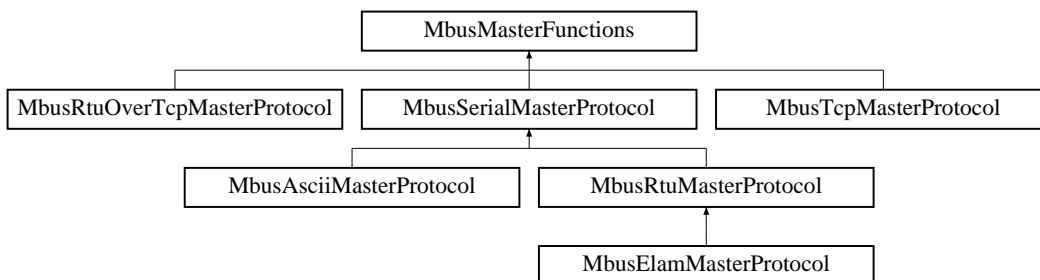 MbusMasterFunctions
MbusRtuOverTcpMasterProtocol
MbusSerialMasterProtocol
MbusTcpMasterProtocol
MbusAsciiMasterProtocol
MbusRtuMasterProtocol
MbusElamMasterProtocol